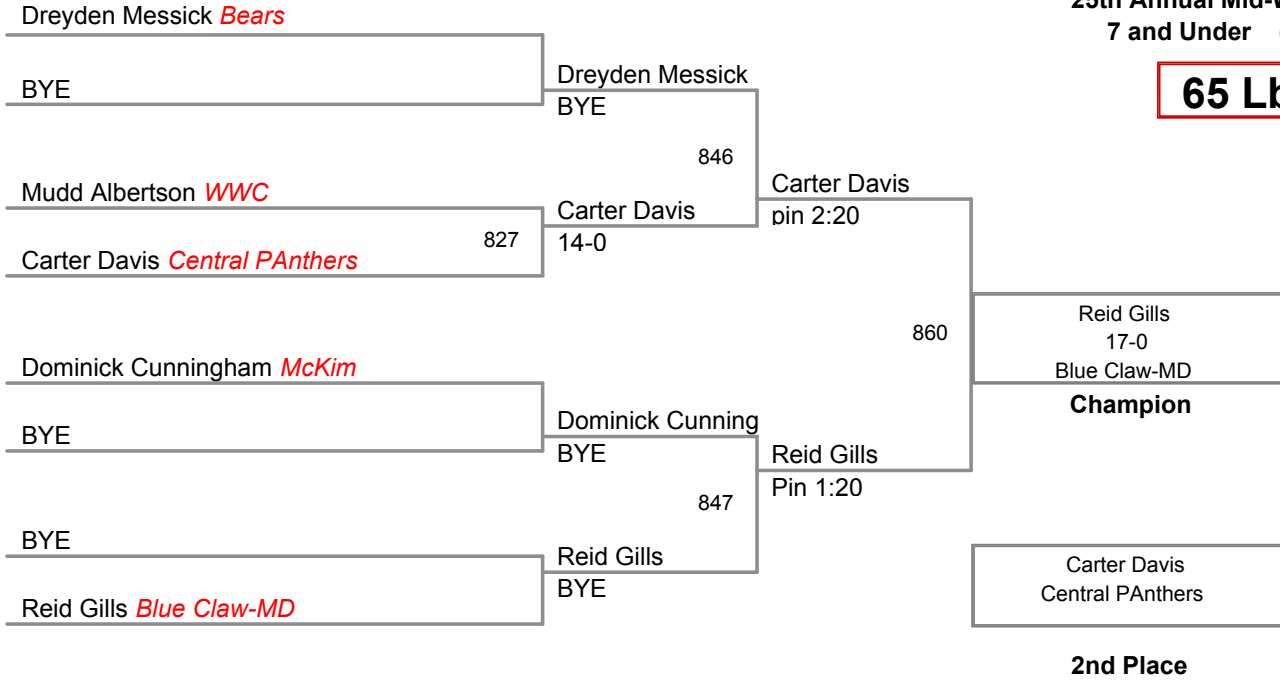 Dreyden Messick Bears
BYE
Dreyden Messick
BYE
846
Mudd Albertson WWC
827
Carter Davis Central PAnthers
Carter Davis
14-0
Carter Davis
pin 2:20
860
Dominick Cunningham McKim
BYE
Dominick Cunning
BYE
847
BYE
Reid Gills Blue Claw-MD
Reid Gills
BYE
Reid Gills
Pin 1:20
25th Annual
7 and Under
65
Reid Gills
17-0
Blue Claw-MD
Champion
Carter Davis
Central PAnthers
2nd Place